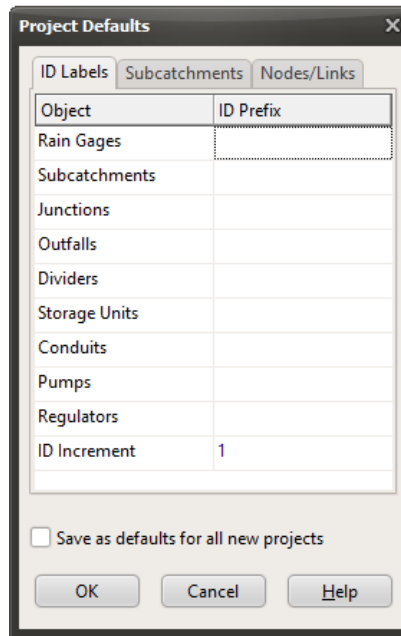 Project Defaults
ID Labels Subcatchments Nodes/Links
Object ID Prefix
Rain Gages
Subcatchments
Junctions
Outfalls
Dividers
Storage Units
Conduits
Pumps
Regulators
ID Increment 1
Save as defaults for all new projects
OK Cancel Help